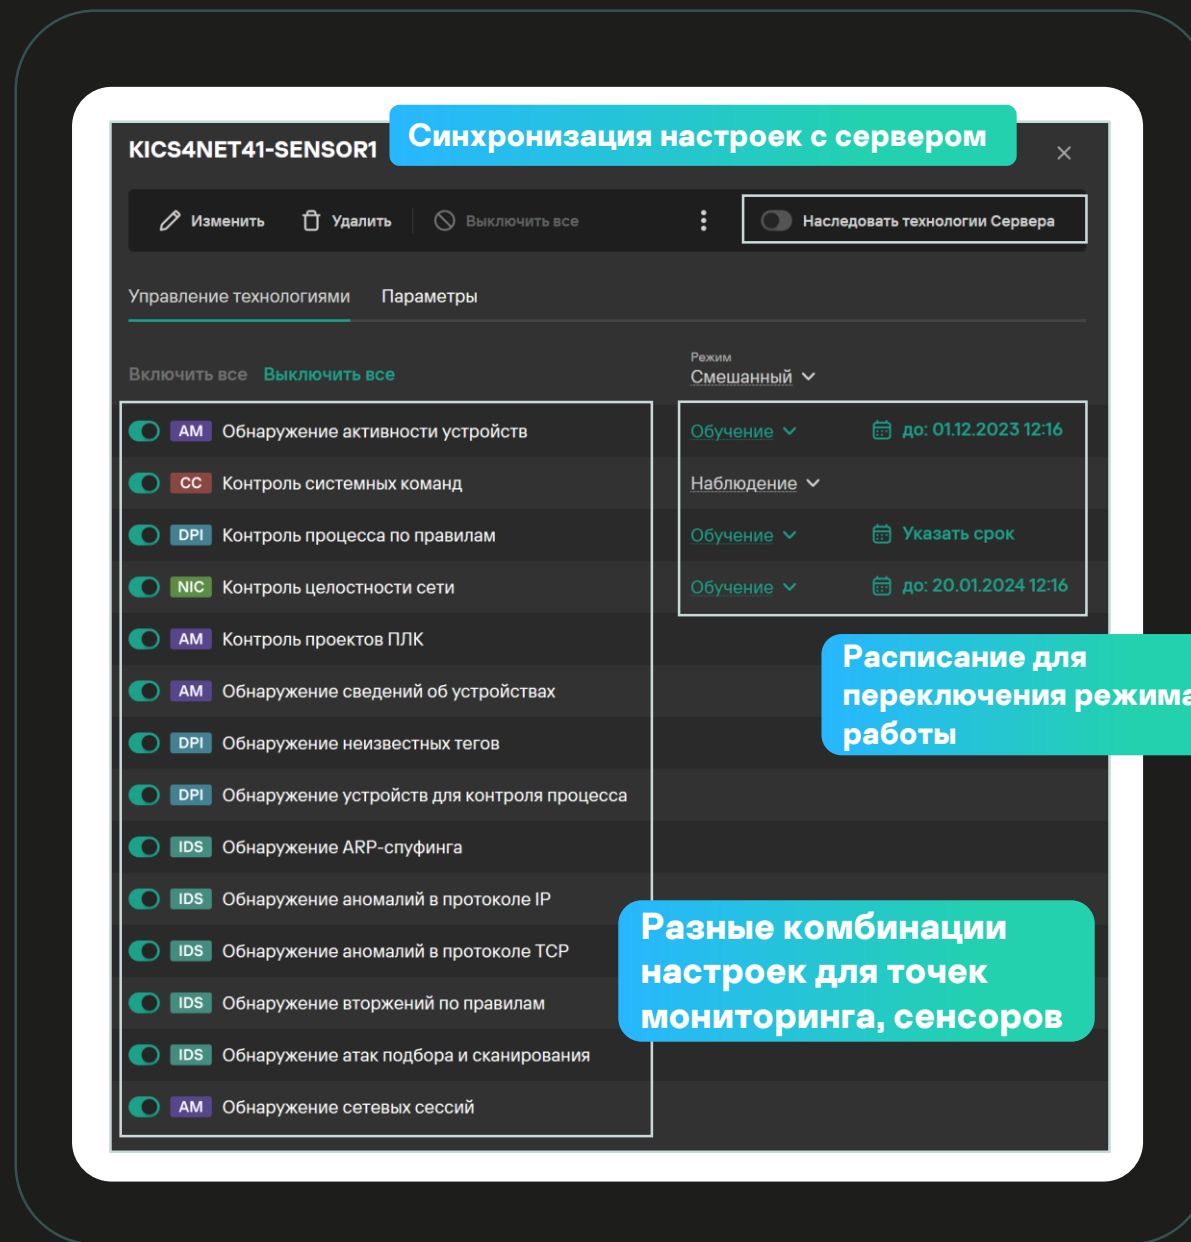 Синхронизация настроек с сервером
KICS4NET41-SENSOR1
Изменить Удалить Выключить все Наследовать технологии Сервера
Управление технологиями Параметры
Режим
Включить все Выключить все Смешанный
AM Обнаружение активности устройств Обучение до: 01.12.2023 12:16
CC Контроль системных команд Наблюдение
DPI Контроль процесса по правилам Обучение Указать срок
NIC Контроль целостности сети Обучение до: 20.01.2024 12:16
AM Контроль проектов ПЛК
Расписание для
переключения режима
работы
AM Обнаружение сведений об устройствах
DPI Обнаружение неизвестных тегов
DPI Обнаружение устройств для контроля процесса
IDS Обнаружение ARP-спуфинга
IDS Обнаружение аномалий в протоколе IP
Разные комбинации
настроек для точек
мониторинга, сенсоров
IDS Обнаружение аномалий в протоколе TCP
IDS Обнаружение вторжений по правилам
IDS Обнаружение атак подбора и сканирования
AM Обнаружение сетевых сессий